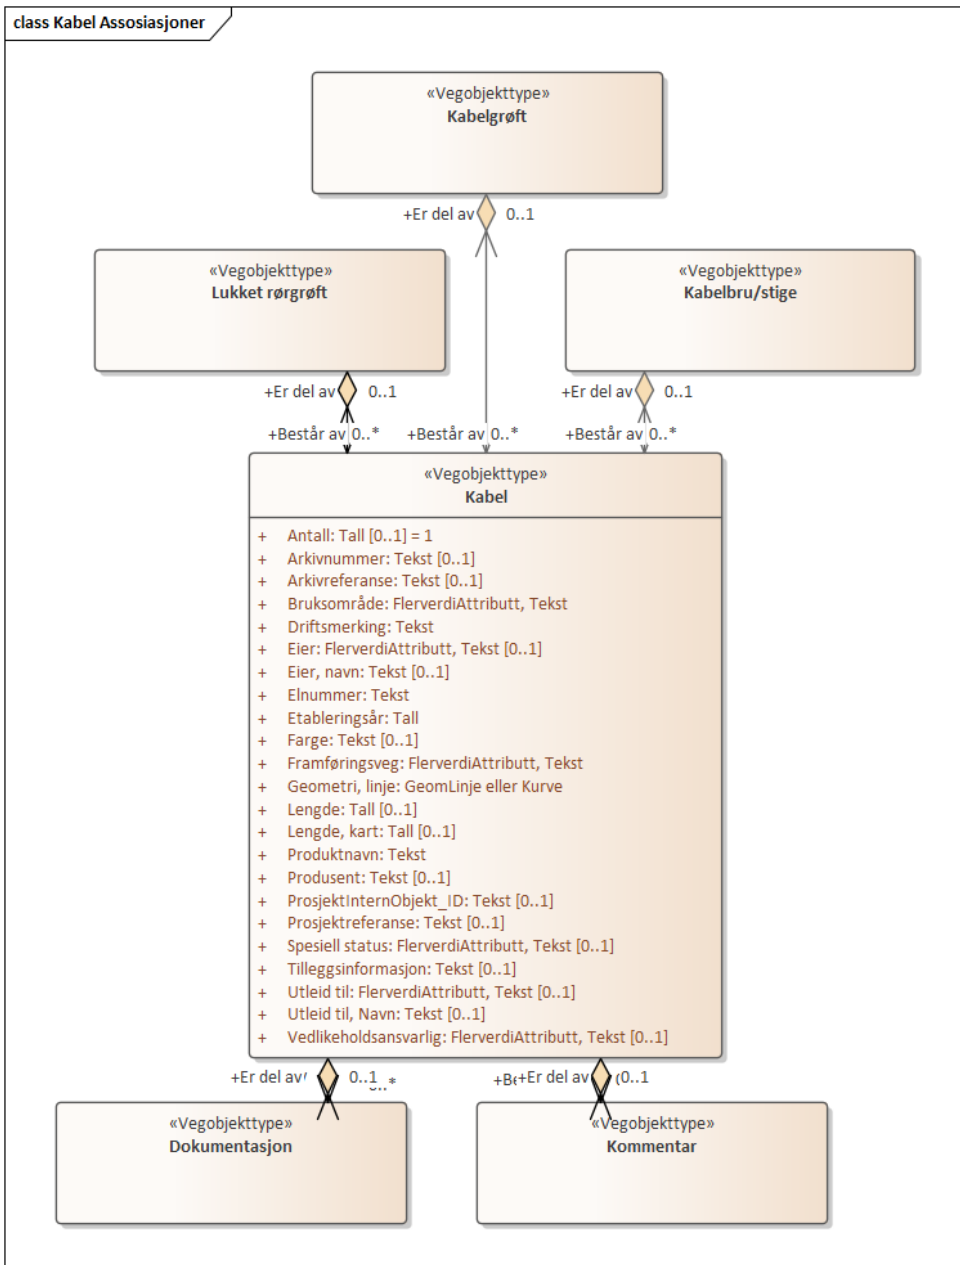 class Kabel Assosiasjoner
«Vegobjekttype»
Kabelgrøft
+Er del av 0..1
«Vegobjekttype»
Lukket rørgrøft
«Vegobjekttype»
Kabelbru/stige
+Er del av 0..1
+Er del av 0..1
+Består av 0..*
+Består av 0..*
+Består av 0..*
«Vegobjekttype»
Kabel
+ Antall: Tall [0..1] = 1
+ Arkivnummer: Tekst [0..1]
+ Arkivreferanse: Tekst [0..1]
+ Bruksområde: FlerverdiAttributt, Tekst
+ Driftsmerking: Tekst
+ Eier: FlerverdiAttributt, Tekst [0..1]
+ Eier, navn: Tekst [0..1]
+ Elnummer: Tekst
+ Etableringsår: Tall
+ Farge: Tekst [0..1]
+ Framføringsveg: FlerverdiAttributt, Tekst
+ Geometri, linje: GeomLinje eller Kurve
+ Lengde: Tall [0..1]
+ Lengde, kart: Tall [0..1]
+ Produktnavn: Tekst
+ Produsent: Tekst [0..1]
+ ProsjektInternObjekt_ID: Tekst [0..1]
+ Prosjektreferanse: Tekst [0..1]
+ Spesiell status: FlerverdiAttributt, Tekst [0..1]
+ Tilleggsinformasjon: Tekst [0..1]
+ Utleid til: FlerverdiAttributt, Tekst [0..1]
+ Utleid til, Navn: Tekst [0..1]
+ Vedlikeholdsansvarlig: FlerverdiAttributt, Tekst [0..1]
+Er del av 0..1
+Er del av 0..1
«Vegobjekttype»
Dokumentasjon
«Vegobjekttype»
Kommentar